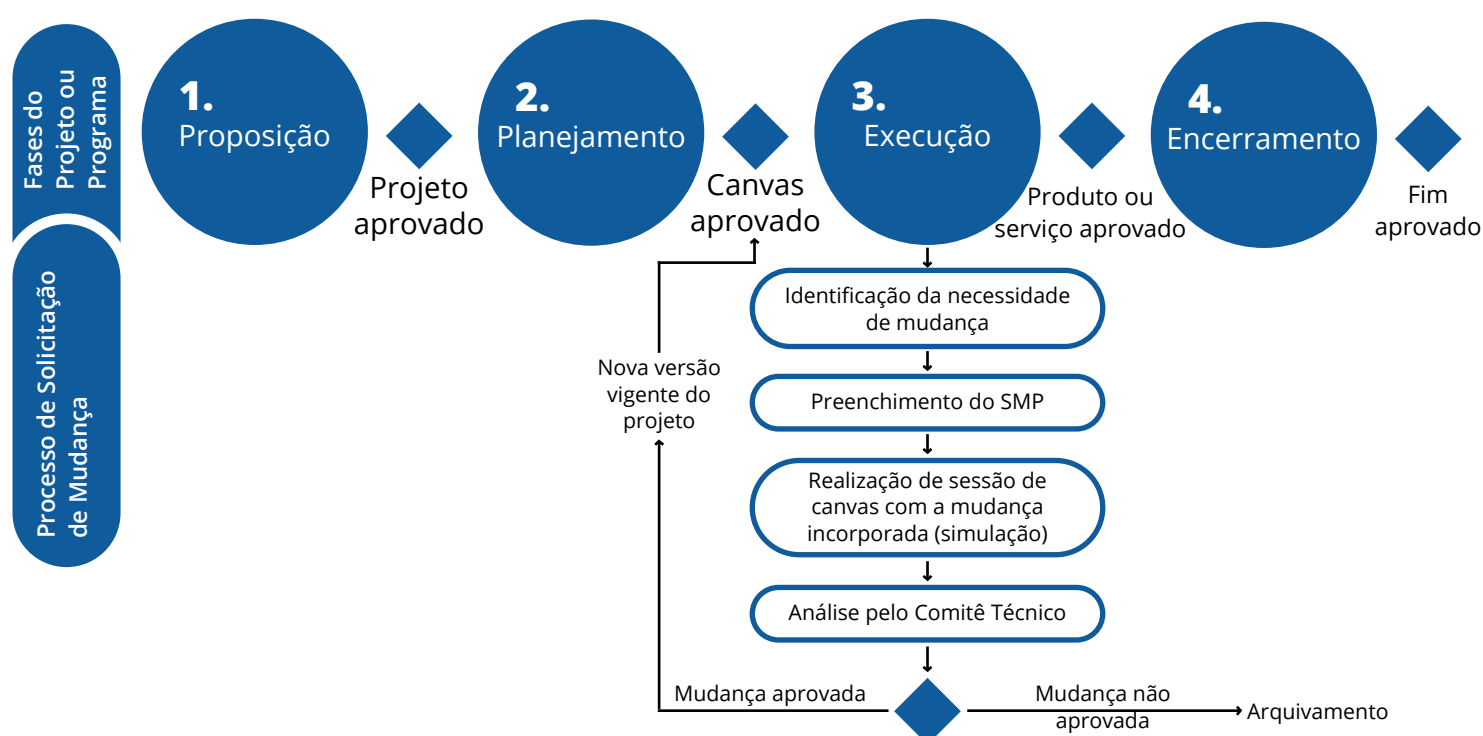 Fases do
Projeto ou
Programa
1.
Proposição
Projeto
aprovado
2.
Planejamento
Canvas
aprovado
3.
Execução
Produto ou
serviço aprovado
4.
Encerramento
Fim
aprovado
Processo de Solicitação
de Mudança
Identificação da necessidade
de mudança
Preenchimento do SMP
Realização de sessão de
canvas com a mudança
incorporada (simulação)
Análise pelo Comitê Técnico
Nova versão
vigente do
projeto
Mudança aprovada
Mudança não
aprovada
Arquivamento